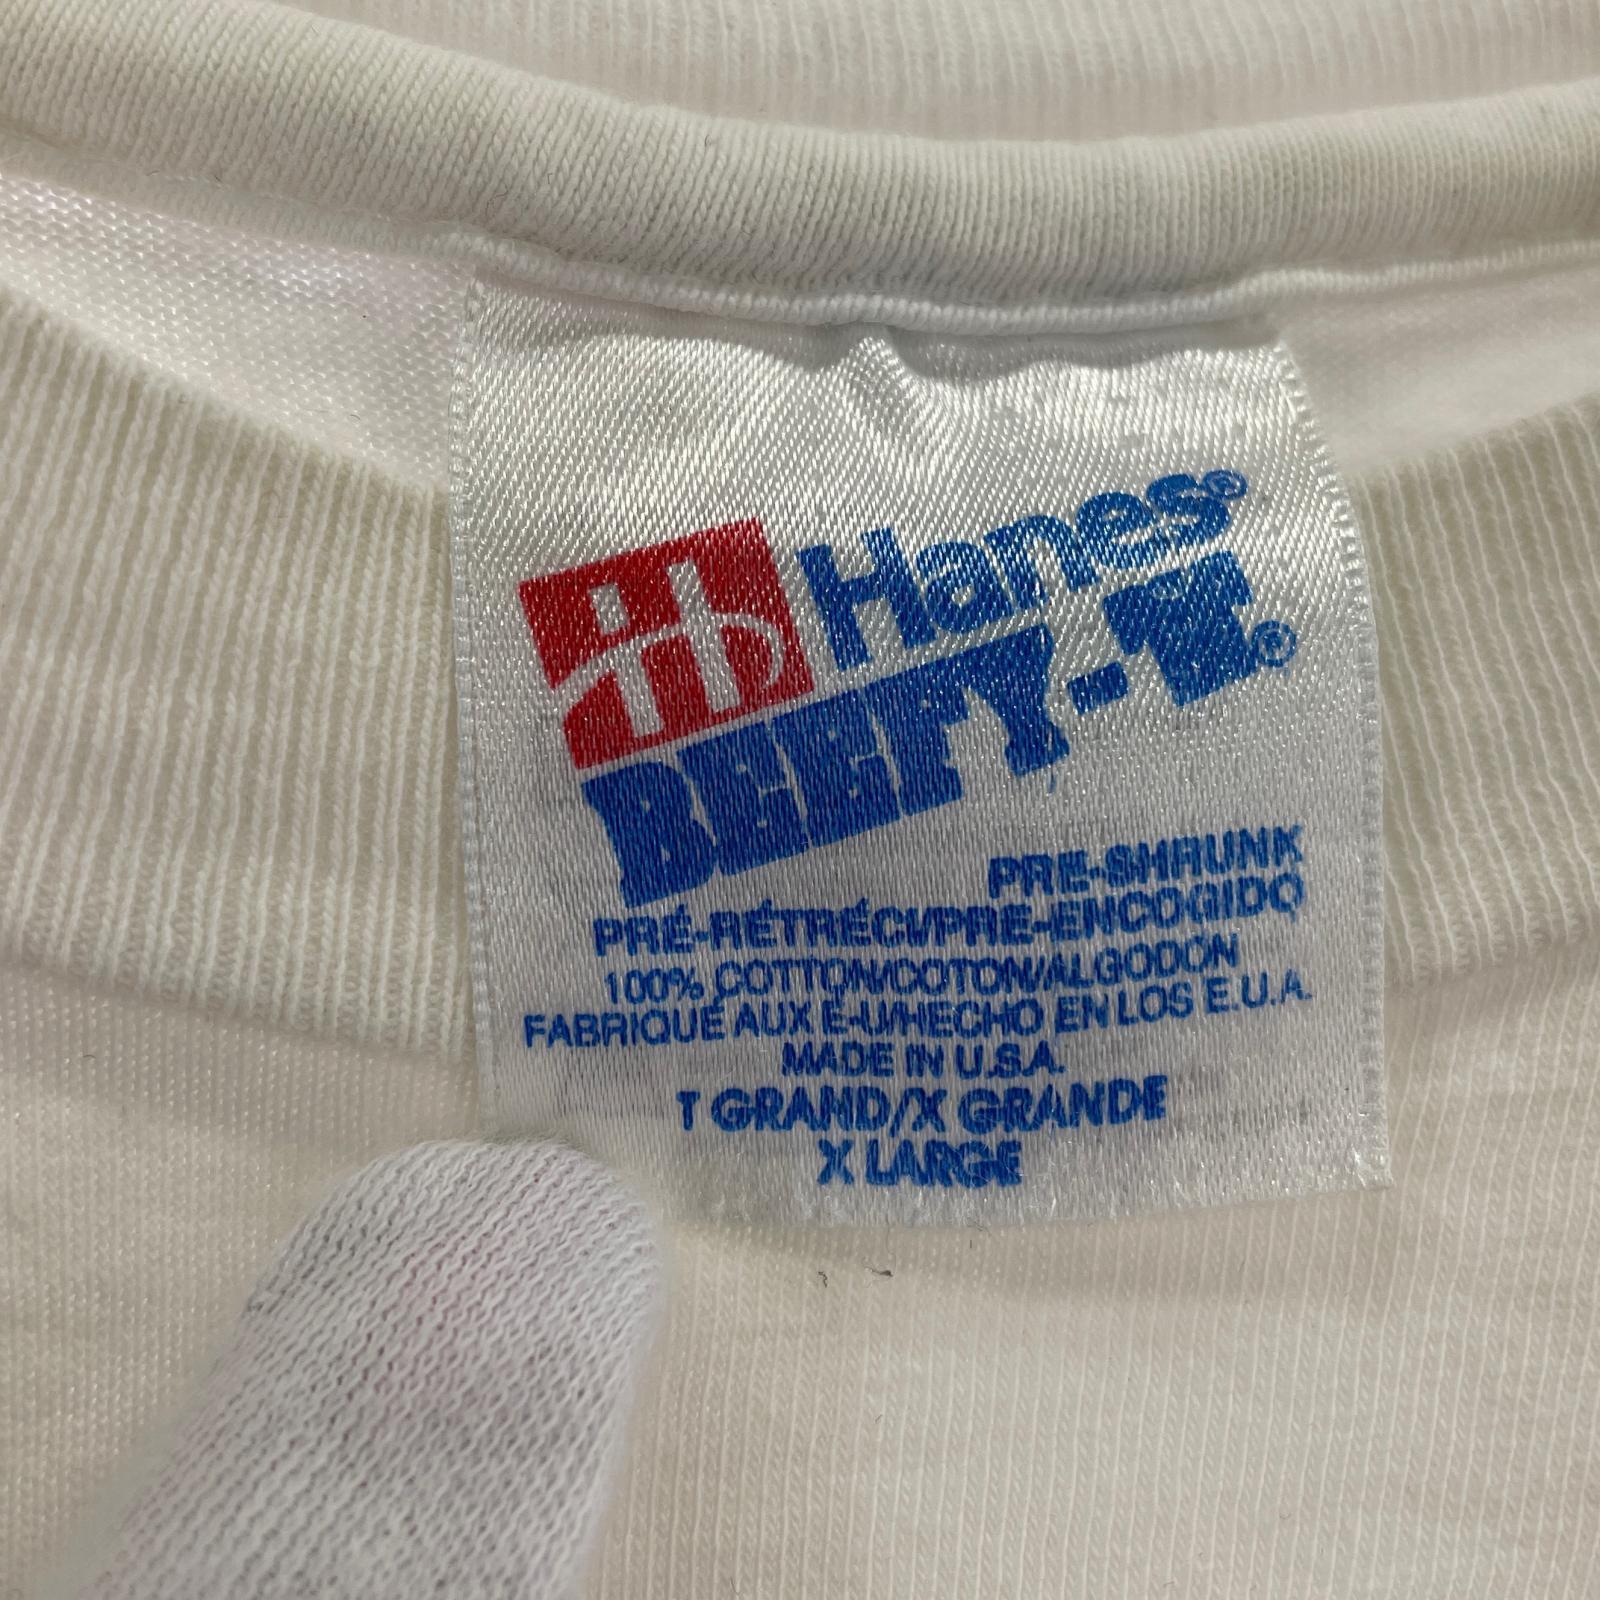 Hanes®
BEEFY-T®
PRE-SHRUNK
PRÉ-RÉTRÉCI/PRE-ENCOGIDO
100% COTTON/COTON/ALGODON
FABRIQUÉ AUX É-U/HECHO EN LOS E.U.A.
MADE IN U.S.A.
T GRAND/X GRANDE
X LARGE